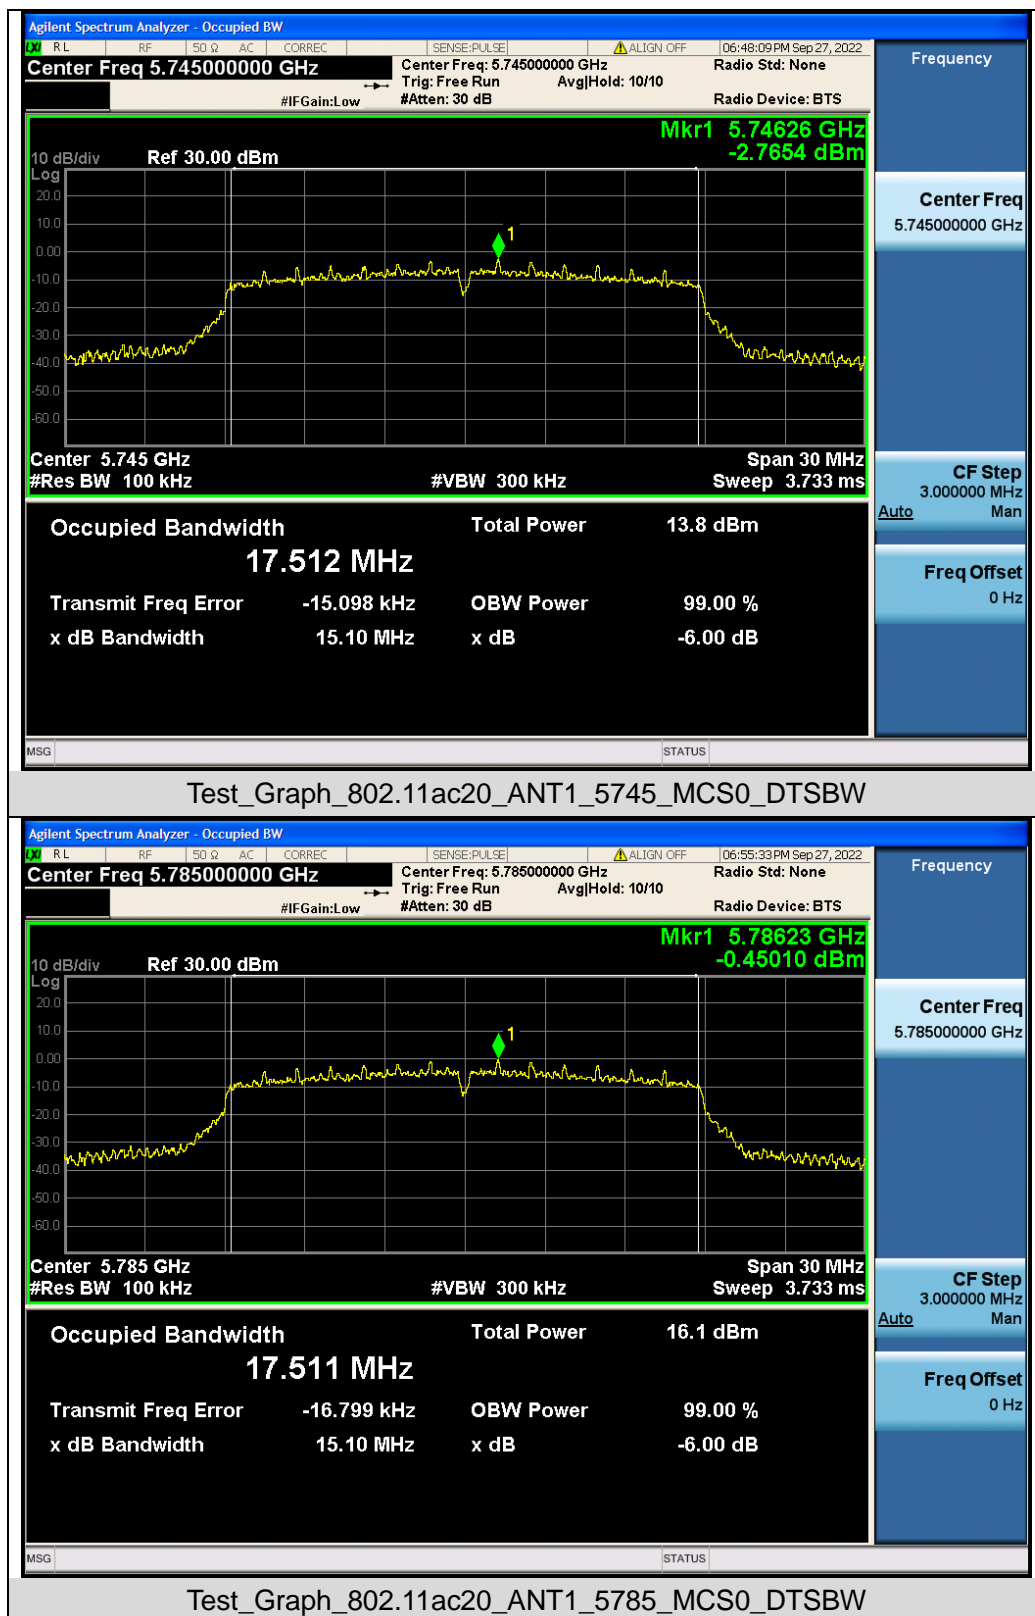 Agilent Spectrum Analyzer - Occupied BW
LXI RL RF 50 Ω AC CORREC SENSE:PULSE ALIGN OFF 06:48:09 PM Sep 27, 2022
Center Freq 5.745000000 GHz
Center Freq: 5.745000000 GHz
Radio Std: None
Trig: Free Run Avg|Hold: 10/10
#IFGain:Low #Atten: 30 dB Radio Device: BTS
Frequency
Mkr1 5.74626 GHz
-2.7654 dBm
10 dB/div Ref 30.00 dBm
Log
20.0
10.0
0.00
-10.0
-20.0
-30.0
-40.0
-50.0
-60.0
1
Center 5.745 GHz Span 30 MHz
#Res BW 100 kHz #VBW 300 kHz Sweep 3.733 ms
Center Freq
5.745000000 GHz
CF Step
3.000000 MHz
Auto Man
Freq Offset
0 Hz
Occupied Bandwidth Total Power 13.8 dBm
17.512 MHz
Transmit Freq Error -15.098 kHz OBW Power 99.00 %
x dB Bandwidth 15.10 MHz x dB -6.00 dB
MSG STATUS
Test_Graph_802.11ac20_ANT1_5745_MCS0_DTSBW
Agilent Spectrum Analyzer - Occupied BW
LXI RL RF 50 Ω AC CORREC SENSE:PULSE ALIGN OFF 06:55:33 PM Sep 27, 2022
Center Freq 5.785000000 GHz
Center Freq: 5.785000000 GHz
Radio Std: None
Trig: Free Run Avg|Hold: 10/10
#IFGain:Low #Atten: 30 dB Radio Device: BTS
Frequency
Mkr1 5.78623 GHz
-0.45010 dBm
10 dB/div Ref 30.00 dBm
Log
20.0
10.0
0.00
-10.0
-20.0
-30.0
-40.0
-50.0
-60.0
1
Center 5.785 GHz Span 30 MHz
#Res BW 100 kHz #VBW 300 kHz Sweep 3.733 ms
Center Freq
5.785000000 GHz
CF Step
3.000000 MHz
Auto Man
Freq Offset
0 Hz
Occupied Bandwidth Total Power 16.1 dBm
17.511 MHz
Transmit Freq Error -16.799 kHz OBW Power 99.00 %
x dB Bandwidth 15.10 MHz x dB -6.00 dB
MSG STATUS
Test_Graph_802.11ac20_ANT1_5785_MCS0_DTSBW